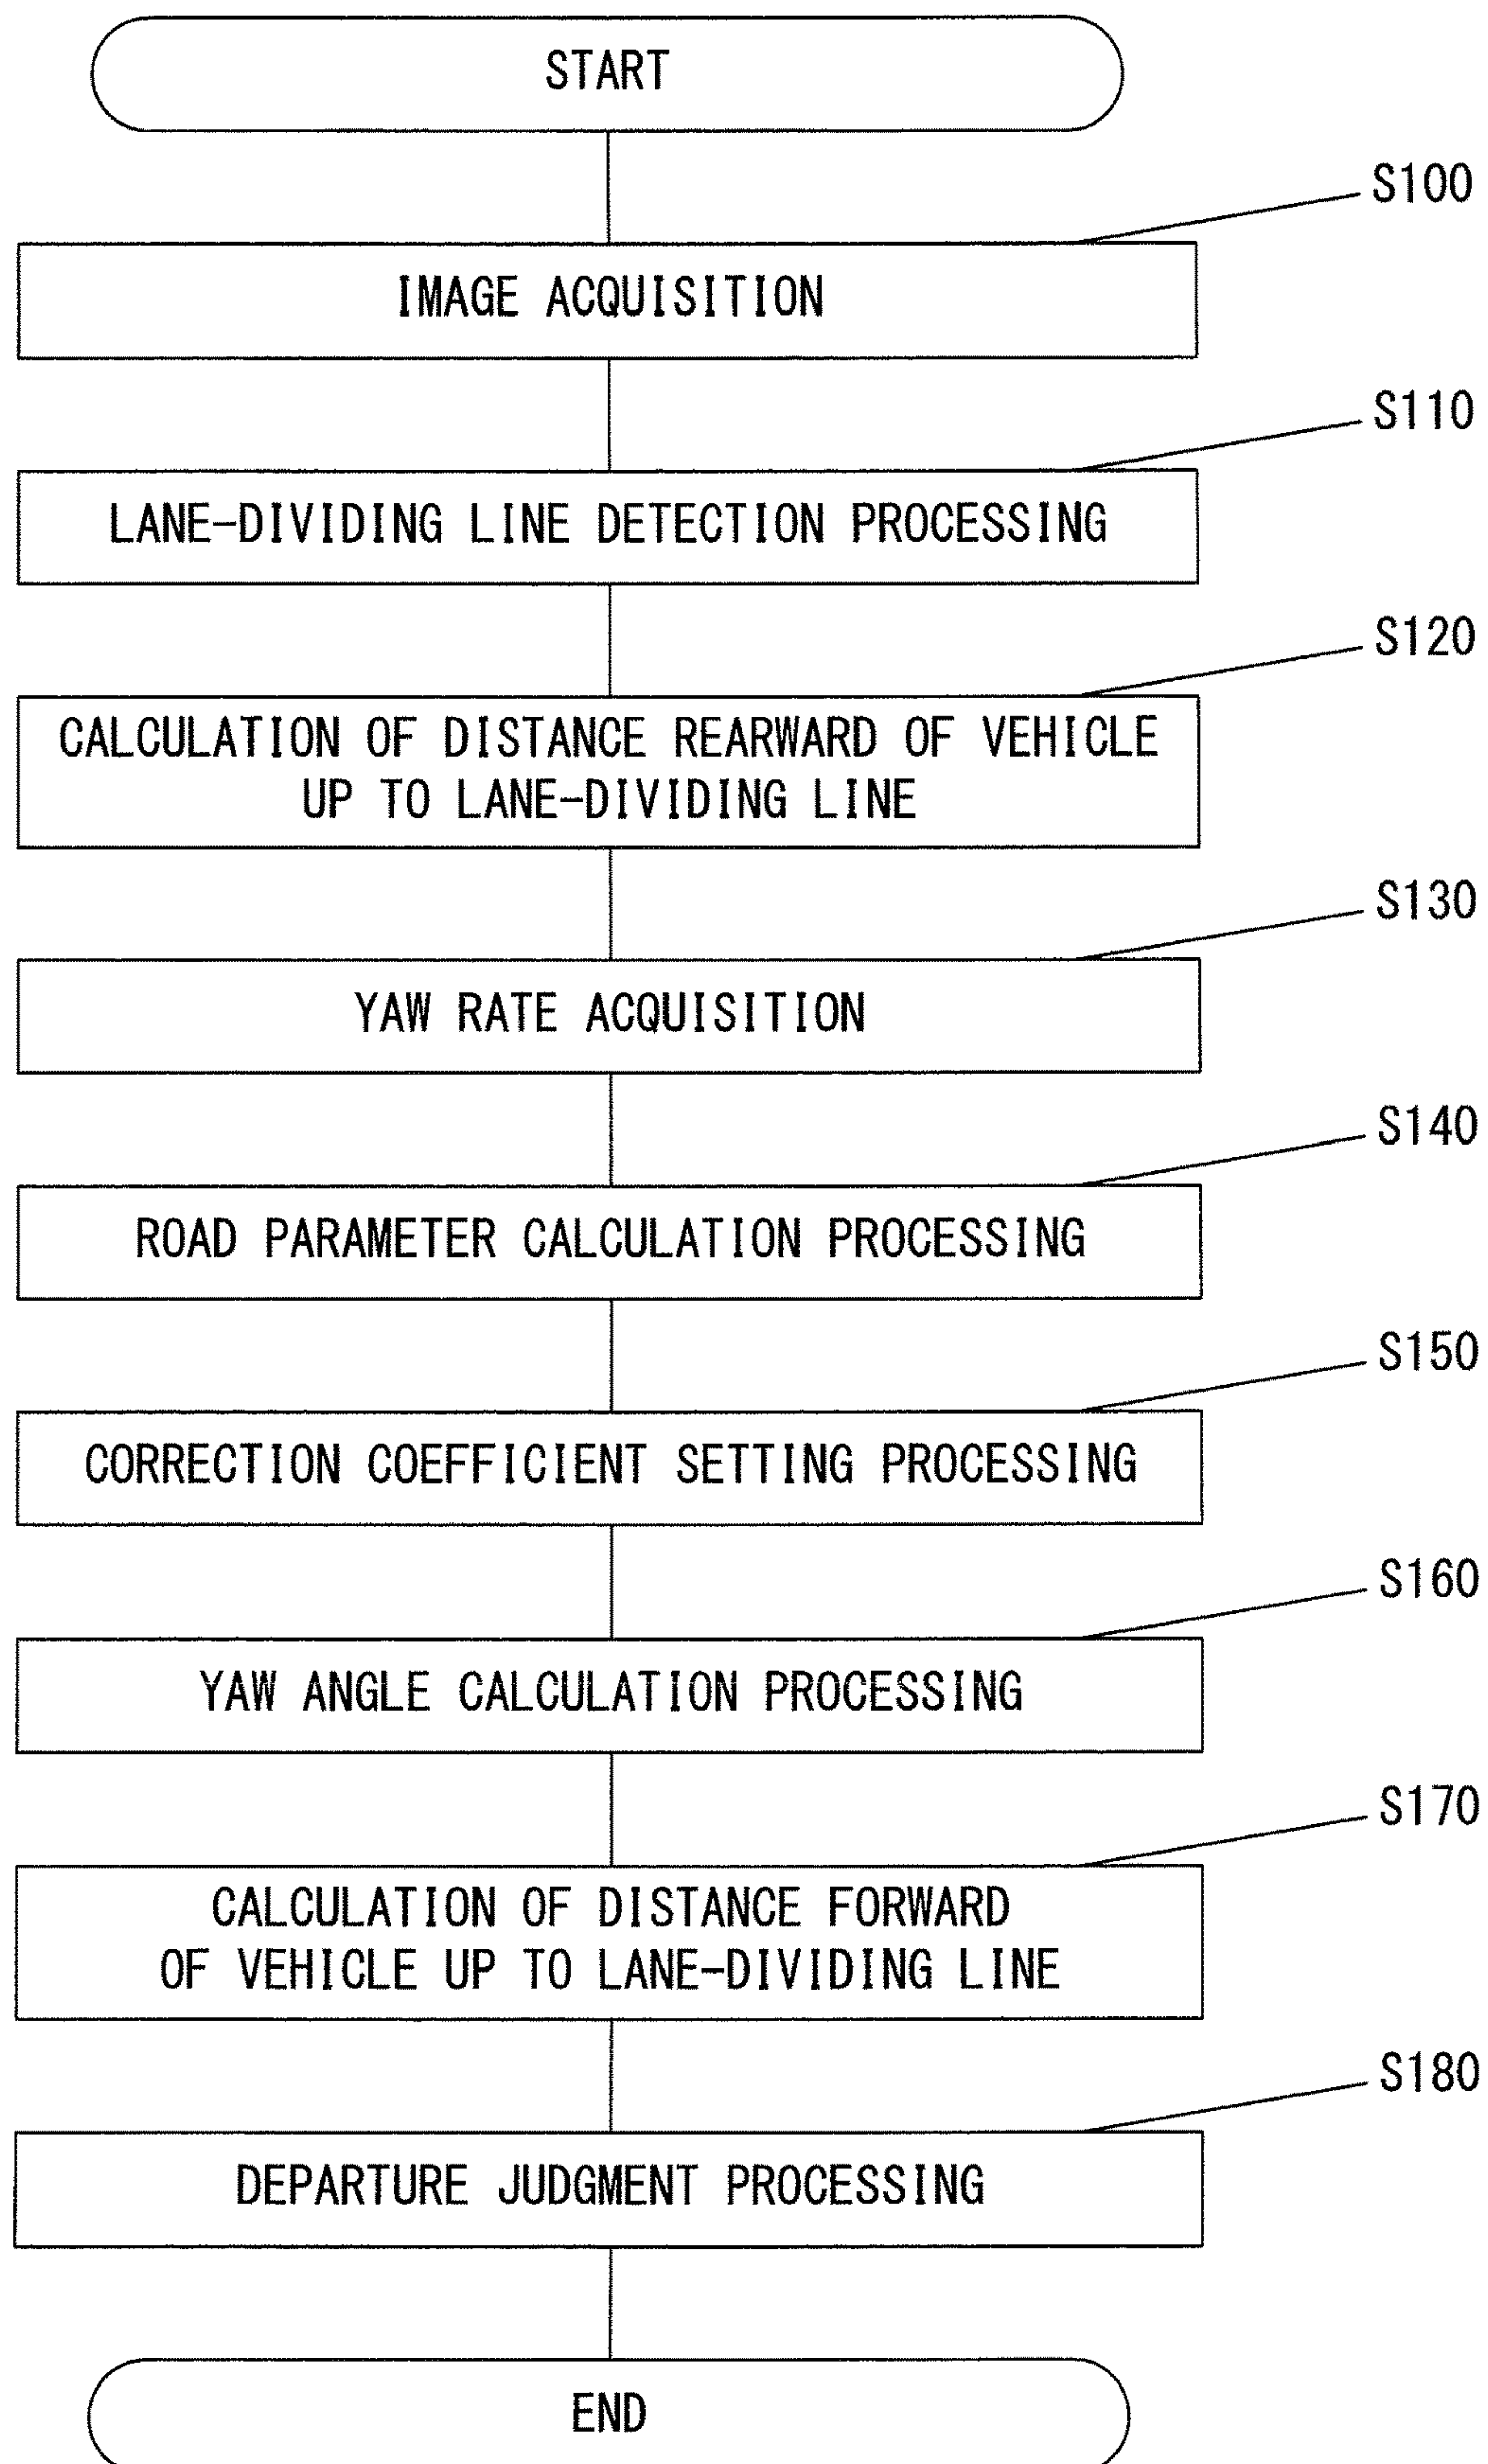 START
S100
IMAGE ACQUISITION
S110
LANE-DIVIDING LINE DETECTION PROCESSING
S120
CALCULATION OF DISTANCE REARWARD OF VEHICLE
UP TO LANE-DIVIDING LINE
S130
YAW RATE ACQUISITION
S140
ROAD PARAMETER CALCULATION PROCESSING
S150
CORRECTION COEFFICIENT SETTING PROCESSING
S160
YAW ANGLE CALCULATION PROCESSING
S170
CALCULATION OF DISTANCE FORWARD
OF VEHICLE UP TO LANE-DIVIDING LINE
S180
DEPARTURE JUDGMENT PROCESSING
END